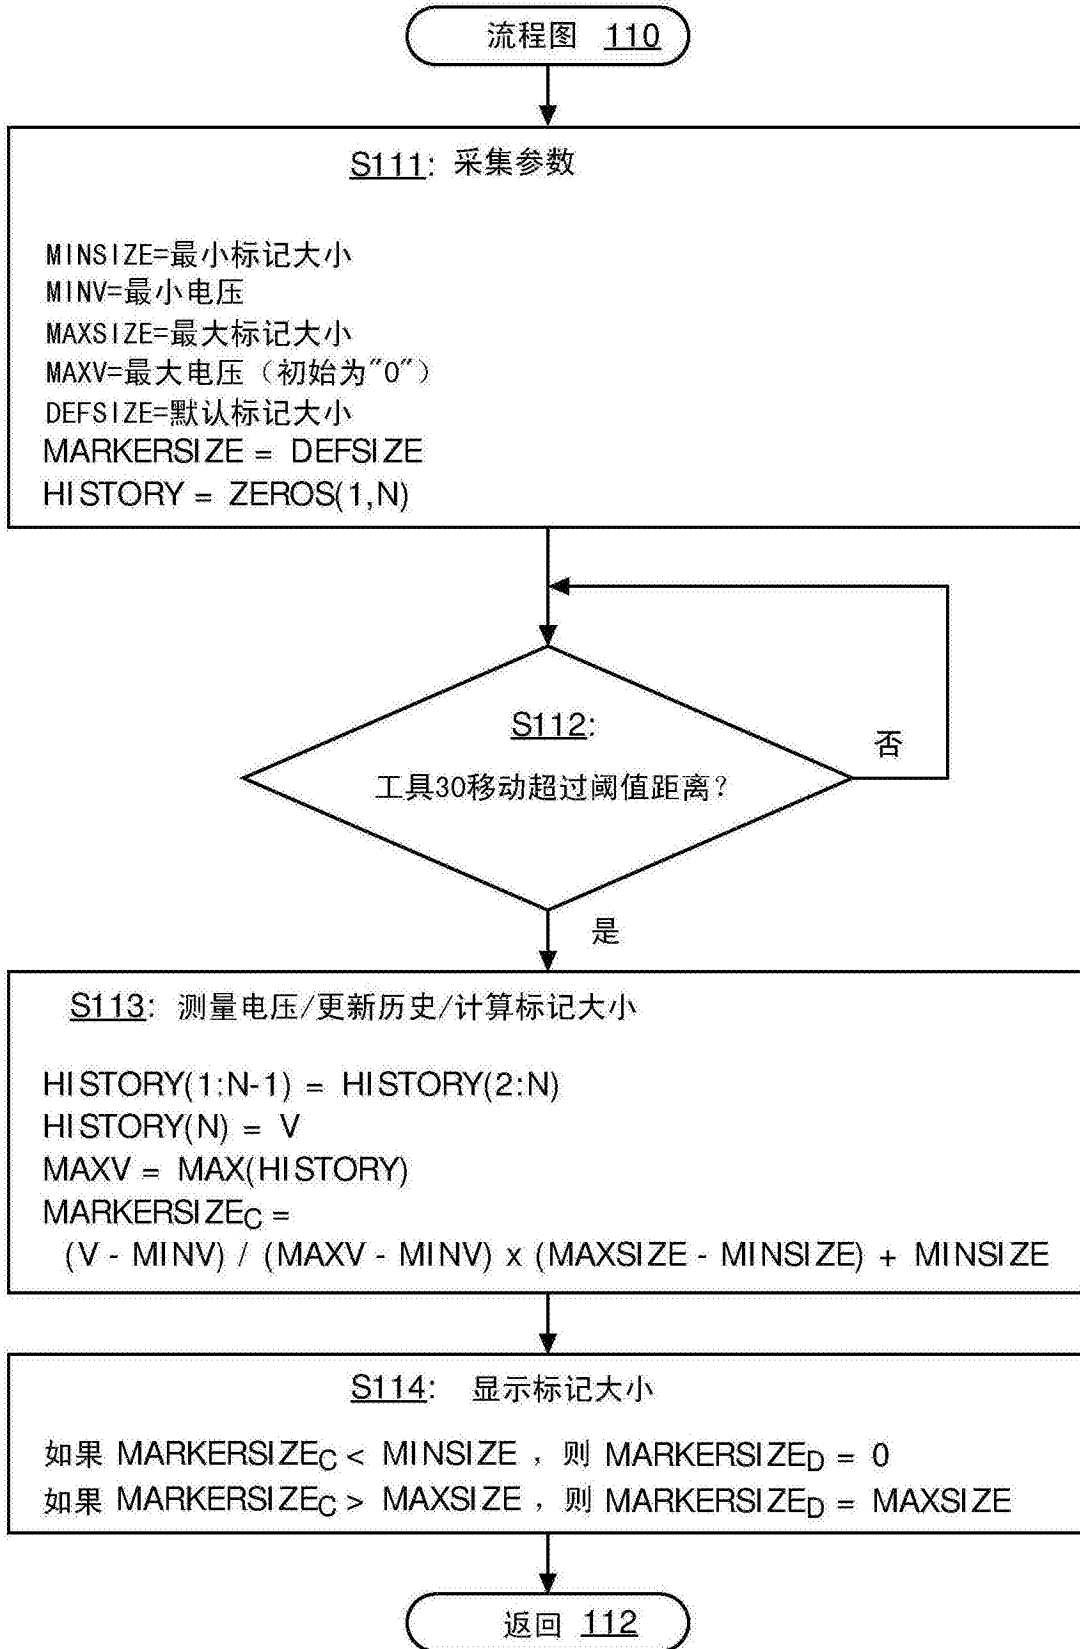 流程图 110
S111: 采集参数
MINSIZE=最小标记大小
MINV=最小电压
MAXSIZE=最大标记大小
MAXV=最大电压（初始为"0"）
DEFSIZE=默认标记大小
MARKERSIZE = DEFSIZE
HISTORY = ZEROS(1,N)
S112:
工具30移动超过阈值距离?
否
是
S113: 测量电压/更新历史/计算标记大小
HISTORY(1:N-1) = HISTORY(2:N)
HISTORY(N) = V
MAXV = MAX(HISTORY)
MARKERSIZEC =
(V - MINV) / (MAXV - MINV) x (MAXSIZE - MINSIZE) + MINSIZE
S114: 显示标记大小
如果 MARKERSIZEC < MINSIZE，则 MARKERSIZED = 0
如果 MARKERSIZEC > MAXSIZE，则 MARKERSIZED = MAXSIZE
返回 112